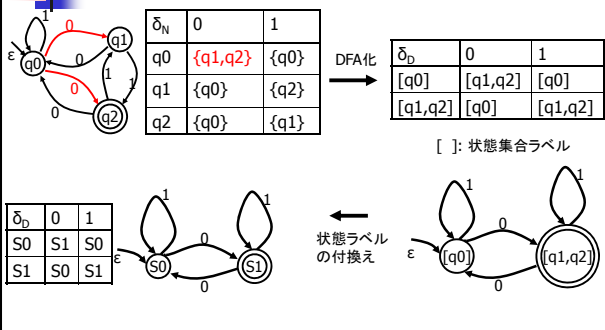 1
0
ε
q0
0
q1
0
1
1
0
q2
δN 0 1
q0 {q1,q2} {q0}
q1 {q0} {q2}
q2 {q0} {q1}
DFA化
δD 0 1
[q0] [q1,q2] [q0]
[q1,q2] [q0] [q1,q2]
[ ]: 状態集合ラベル
δD 0 1
S0 S1 S0
S1 S0 S1
ε
1
S0
0
0
1
S1
状態ラベル
の付換え
ε
1
[q0]
0
0
1
[q1,q2]